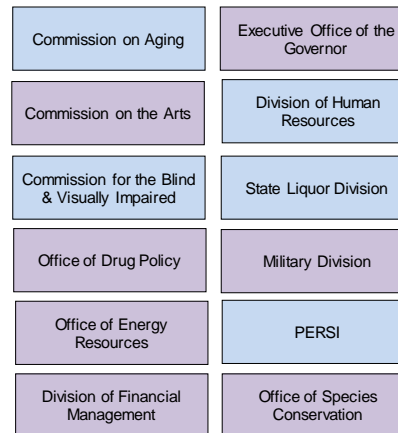 Commission on Aging
Executive Office of the
Governor
Commission on the Arts
Division of Human
Resources
Commission for the Blind
& Visually Impaired
State Liquor Division
Office of Drug Policy
Military Division
Office of Energy
Resources
PERSI
Division of Financial
Management
Office of Species
Conservation